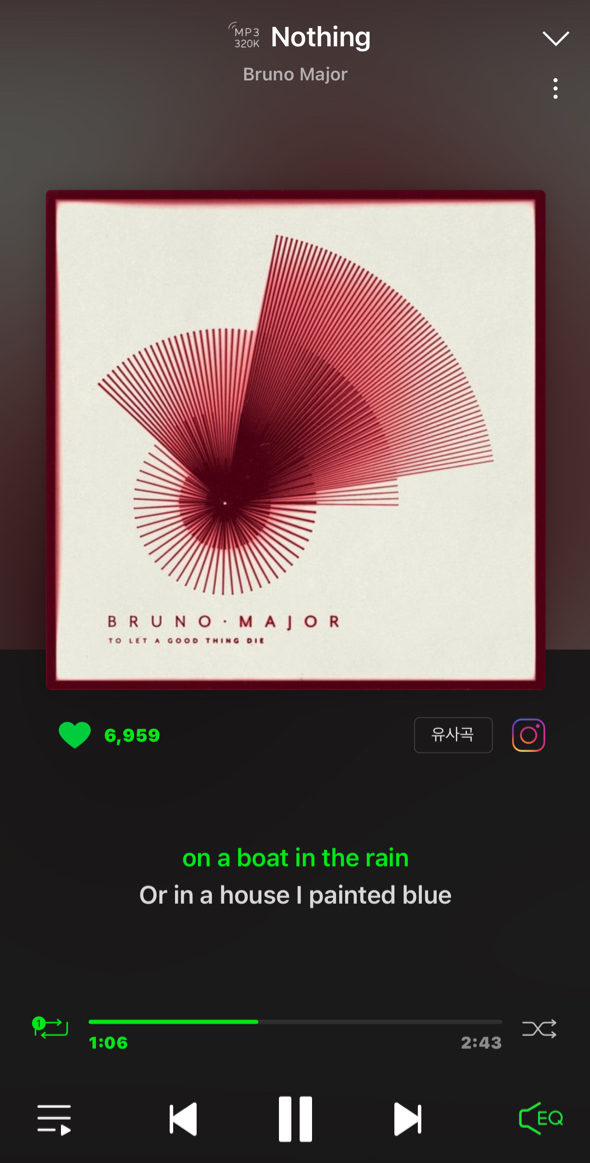 MP3
320K
Nothing
Bruno Major
BRUNO · MAJOR
TO LET A GOOD THING DIE
6,959
유사곡
on a boat in the rain
Or in a house I painted blue
1
1:06
2:43
EQ